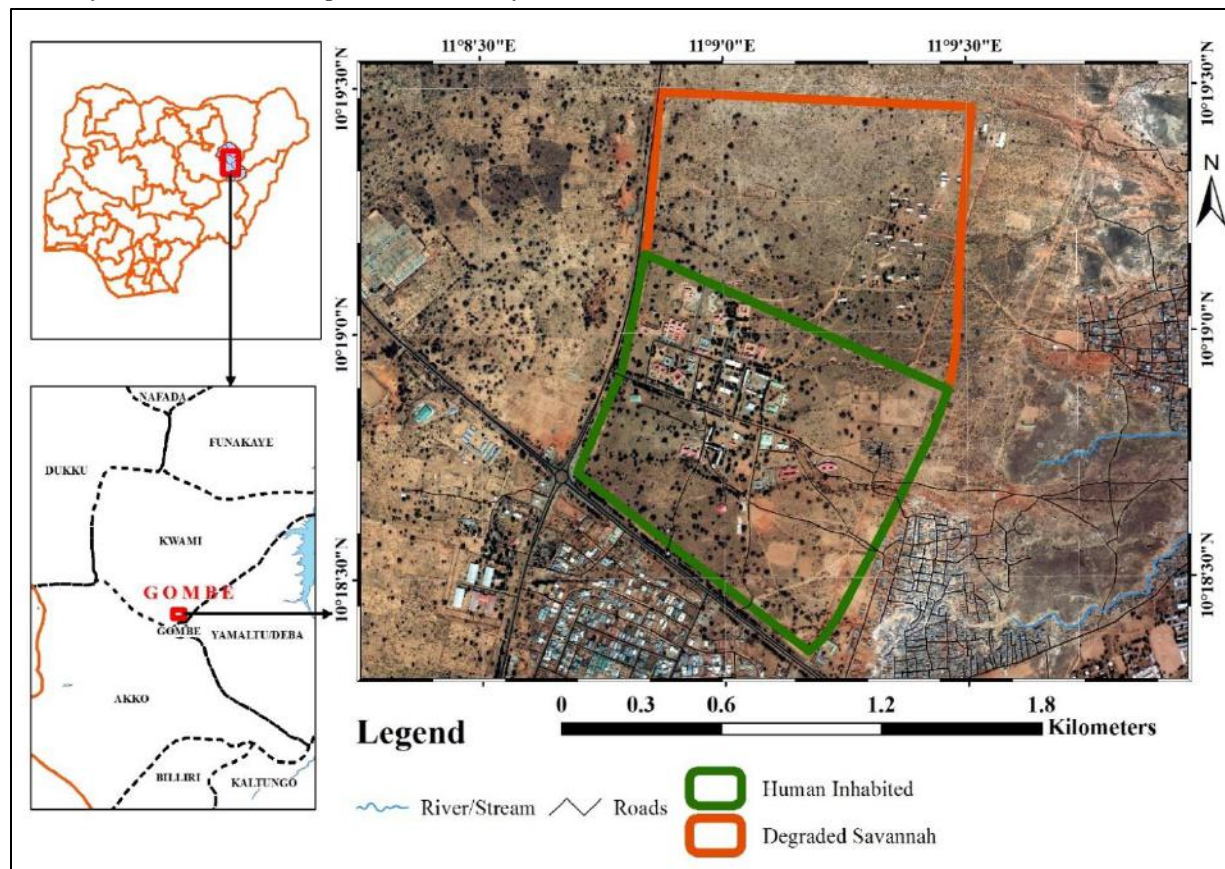 11°8'30"E 11°9'0"E 11°9'30"E
10°19'30"N
10°19'30"N
N
10°19'0"N
10°19'0"N
NAFADA
FUNAKAYE
DUKKU
KWAMI
10°18'30"N
10°18'30"N
GOMBE
GOMBE
YAMALTU/DEBA
AKKO
BILLIRI
KALTUNGO
0 0.3 0.6 1.2 1.8
Kilometers
Legend
River/Stream
Roads
Human Inhabited
Degraded Savannah